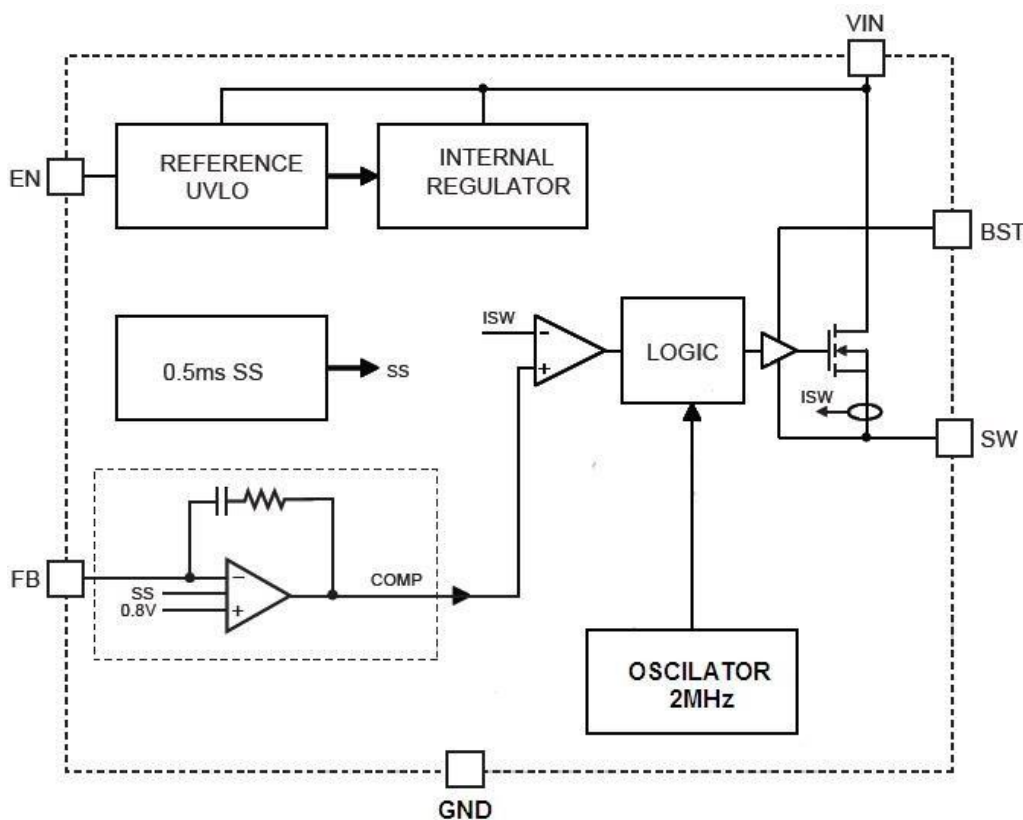 VIN
EN
REFERENCE
UVLO
INTERNAL
REGULATOR
BST
0.5ms SS
SS
ISW
-
+
LOGIC
ISW
SW
FB
SS
0.8V
-
+
COMP
OSCILATOR
2MHz
GND